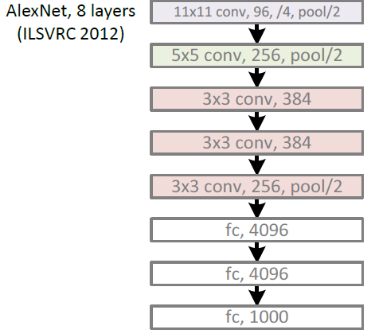 AlexNet, 8 layers
(ILSVRC 2012)
11x11 conv, 96, /4, pool/2
5x5 conv, 256, pool/2
3x3 conv, 384
3x3 conv, 384
3x3 conv, 256, pool/2
fc, 4096
fc, 4096
fc, 1000